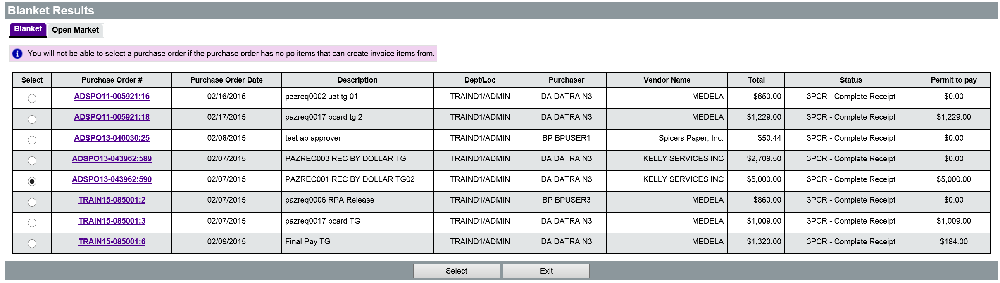 Blanket Results
Blanket Open Market
You will not be able to select a purchase order if the purchase order has no po items that can create invoice items from.
Select Purchase Order # Purchase Order Date Description Dept/Loc Purchaser Vendor Name Total Status Permit to pay
ADSPO11-005921:16 02/16/2015 pazreq0002 uat tg 01 TRAIND1/ADMIN DA DATRAIN3 MEDELA $650.00 3PCR - Complete Receipt $0.00
ADSPO11-005921:18 02/17/2015 pazreq0017 pcard tg 2 TRAIND1/ADMIN DA DATRAIN3 MEDELA $1,229.00 3PCR - Complete Receipt $1,229.00
ADSPO13-040030:25 02/08/2015 test ap approver TRAIND1/ADMIN BP BPUSER1 Spicers Paper, Inc. $50.44 3PCR - Complete Receipt $0.00
ADSPO13-043962:589 02/07/2015 PAZREC003 REC BY DOLLAR TG TRAIND1/ADMIN DA DATRAIN3 KELLY SERVICES INC $2,709.50 3PCR - Complete Receipt $0.00
ADSPO13-043962:590 02/07/2015 PAZREC001 REC BY DOLLAR TG02 TRAIND1/ADMIN DA DATRAIN3 KELLY SERVICES INC $5,000.00 3PCR - Complete Receipt $5,000.00
TRAIN15-085001:2 02/07/2015 pazreq0006 RPA Release TRAIND1/ADMIN BP BPUSER3 MEDELA $860.00 3PCR - Complete Receipt $0.00
TRAIN15-085001:3 02/07/2015 pazreq0017 pcard TG TRAIND1/ADMIN DA DATRAIN3 MEDELA $1,009.00 3PCR - Complete Receipt $1,009.00
TRAIN15-085001:6 02/09/2015 Final Pay TG TRAIND1/ADMIN DA DATRAIN3 MEDELA $1,320.00 3PCR - Complete Receipt $184.00
Select Exit